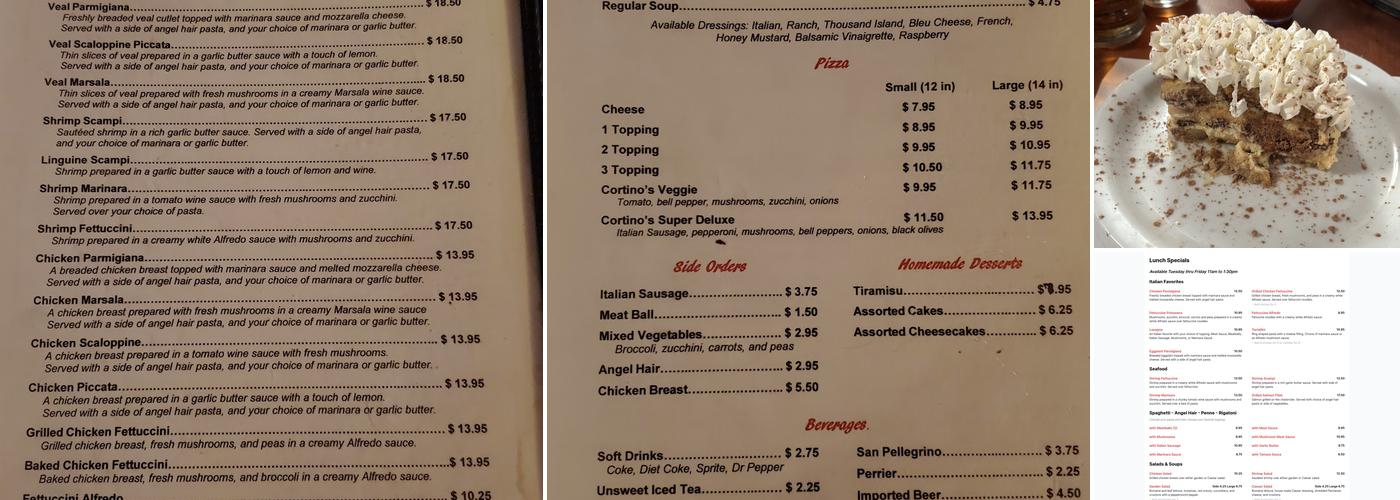 Veal Parmigiana $ 18.50
Freshly breaded veal cutlet topped with marinara sauce and mozzarella cheese.
Served with a side of angel hair pasta, and your choice of marinara or garlic butter.
Veal Scaloppine Piccata $ 18.50
Thin slices of veal prepared in a garlic butter sauce with a touch of lemon.
Served with a side of angel hair pasta, and your choice of marinara or garlic butter.
Veal Marsala $ 18.50
Thin slices of veal prepared with fresh mushrooms in a creamy Marsala wine sauce.
Served with a side of angel hair pasta, and your choice of marinara or garlic butter.
Shrimp Scampi $ 17.50
Sautéed shrimp in a rich garlic butter sauce. Served with a side of angel hair pasta,
and your choice of marinara or garlic butter.
Linguine Scampi $ 17.50
Shrimp prepared in a garlic butter sauce with a touch of lemon and wine.
Shrimp Marinara $ 17.50
Shrimp prepared in a tomato wine sauce with fresh mushrooms and zucchini.
Served over your choice of pasta.
Shrimp Fettuccini $ 17.50
Shrimp prepared in a creamy white Alfredo sauce with mushrooms and zucchini.
Chicken Parmigiana $ 13.95
A breaded chicken breast topped with marinara sauce and melted mozzarella cheese.
Served with a side of angel hair pasta, and your choice of marinara or garlic butter.
Chicken Marsala $ 13.95
A chicken breast prepared with fresh mushrooms in a creamy Marsala wine sauce
Served with a side of angel hair pasta, and your choice of marinara or garlic butter.
Chicken Scaloppine $ 13.95
A chicken breast prepared in a tomato wine sauce with fresh mushrooms.
Served with a side of angel hair pasta, and your choice of marinara or garlic butter.
Chicken Piccata $ 13.95
A chicken breast prepared in a garlic butter sauce with a touch of lemon.
Served with a side of angel hair pasta, and your choice of marinara or garlic butter.
Grilled Chicken Fettuccini $ 13.95
Grilled chicken breast, fresh mushrooms, and peas in a creamy Alfredo sauce.
Baked Chicken Fettuccini $ 13.95
Baked chicken breast, fresh mushrooms, and broccoli in a creamy Alfredo sauce.
Fettuccini Alfredo $ 10.25
Regular Soup $ 4.75
Available Dressings: Italian, Ranch, Thousand Island, Bleu Cheese, French,
Honey Mustard, Balsamic Vinaigrette, Raspberry
Pizza
Small (12 in) Large (14 in)
Cheese $ 7.95 $ 8.95
1 Topping $ 8.95 $ 9.95
2 Topping $ 9.95 $ 10.95
3 Topping $ 10.50 $ 11.75
Cortino's Veggie $ 9.95 $ 11.75
Tomato, bell pepper, mushrooms, zucchini, onions
Cortino's Super Deluxe $ 11.50 $ 13.95
Italian Sausage, pepperoni, mushrooms, bell peppers, onions, black olives
Side Orders
Italian Sausage $ 3.75
Meat Ball $ 1.50
Mixed Vegetables $ 2.95
Broccoli, zucchini, carrots, and peas
Angel Hair $ 2.95
Chicken Breast $ 5.50
Homemade Desserts
Tiramisu
Assorted Cakes $ 6.25
Assorted Cheesecakes $ 6.25
Beverages
Soft Drinks $ 2.75
Coke, Diet Coke, Sprite, Dr Pepper
Unsweet Iced Tea $ 2.25
San Pellegrino $ 3.75
Perrier $ 2.25
Imported Beer $ 4.50
Lunch Specials
Available Tuesday thru Friday 11am to 1:30pm
Italian Favorites
Seafood
Spaghetti - Angel Hair - Penne - Rigatoni
Salads & Soups